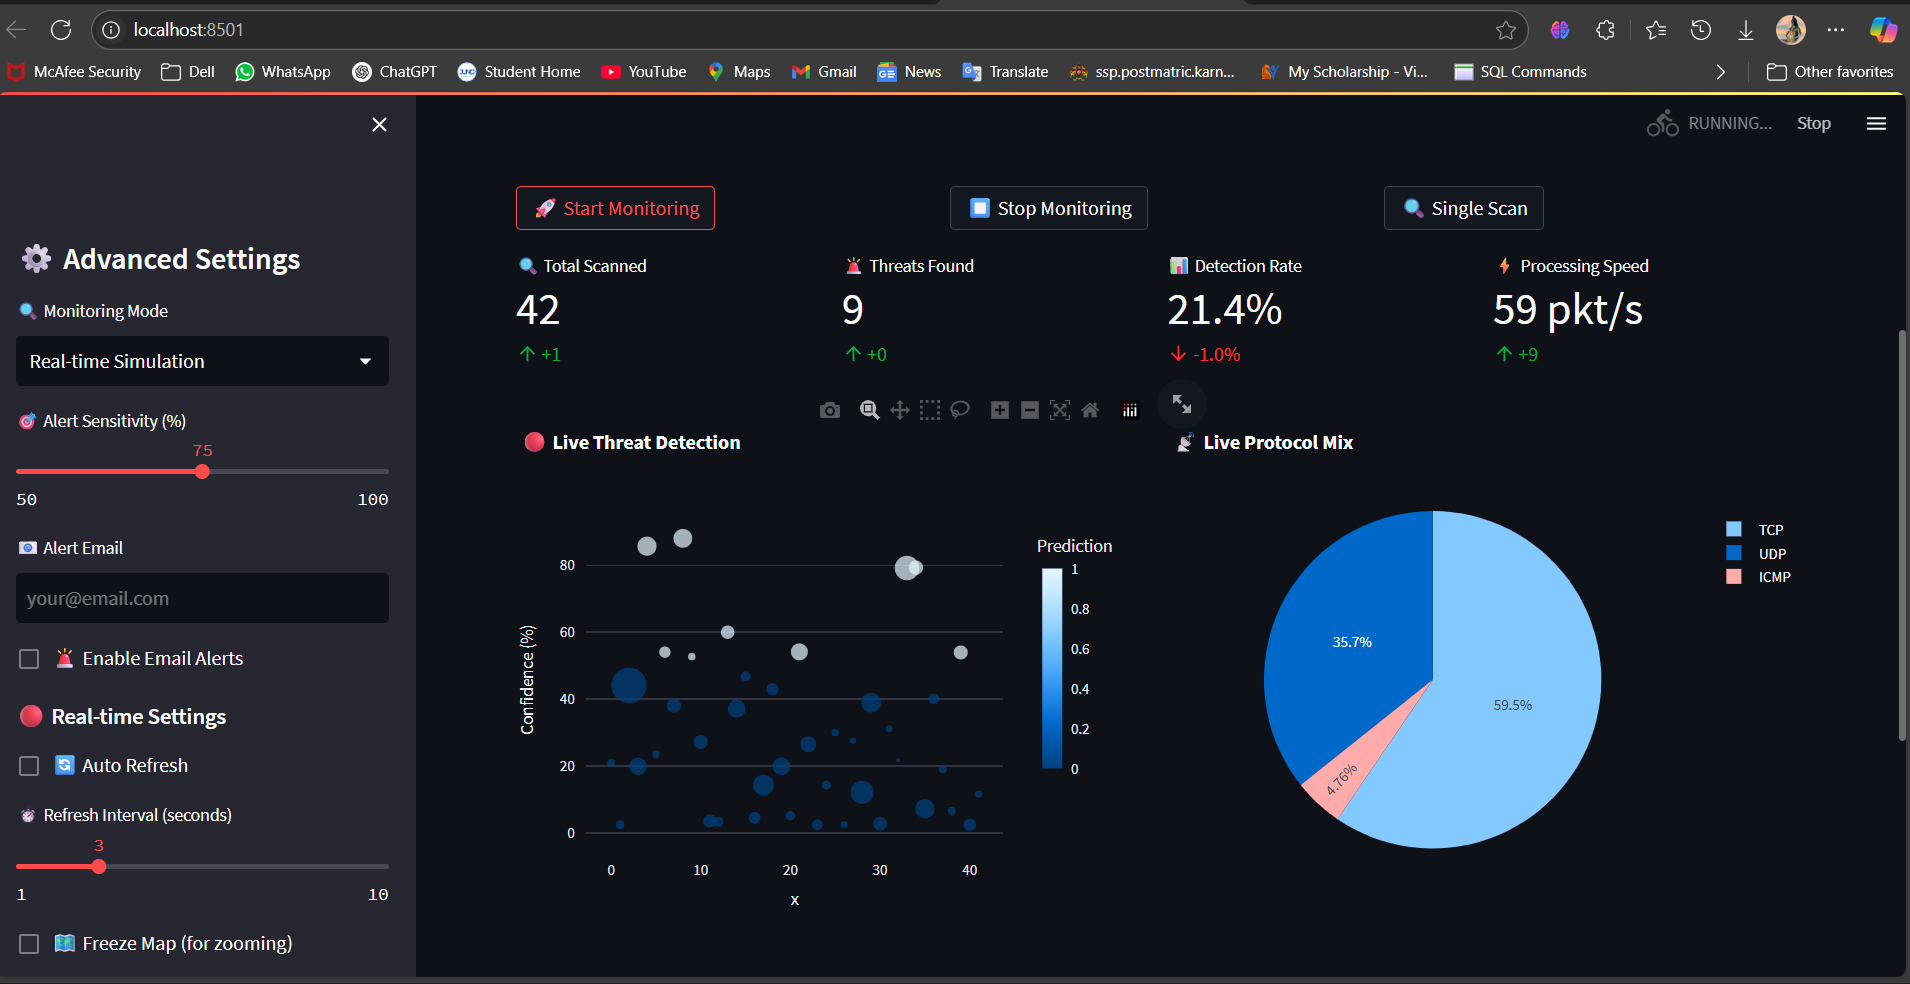 localhost:8501
McAfee Security Dell WhatsApp ChatGPT Student Home YouTube Maps Gmail News Translate ssp.postmatric.karn... My Scholarship - Vi... SQL Commands Other favorites
RUNNING... Stop
Advanced Settings
Monitoring Mode
Real-time Simulation
Alert Sensitivity (%)
75
50 100
Alert Email
your@email.com
Enable Email Alerts
Real-time Settings
Auto Refresh
Refresh Interval (seconds)
3
1 10
Freeze Map (for zooming)
Start Monitoring Stop Monitoring Single Scan
Total Scanned
42
+1
Threats Found
9
+0
Detection Rate
21.4%
-1.0%
Processing Speed
59 pkt/s
+9
Live Threat Detection
Confidence (%)
80
60
40
20
0
0 10 20 30 40
x
Prediction
1
0.8
0.6
0.4
0.2
0
Live Protocol Mix
35.7%
59.5%
4.76%
TCP
UDP
ICMP